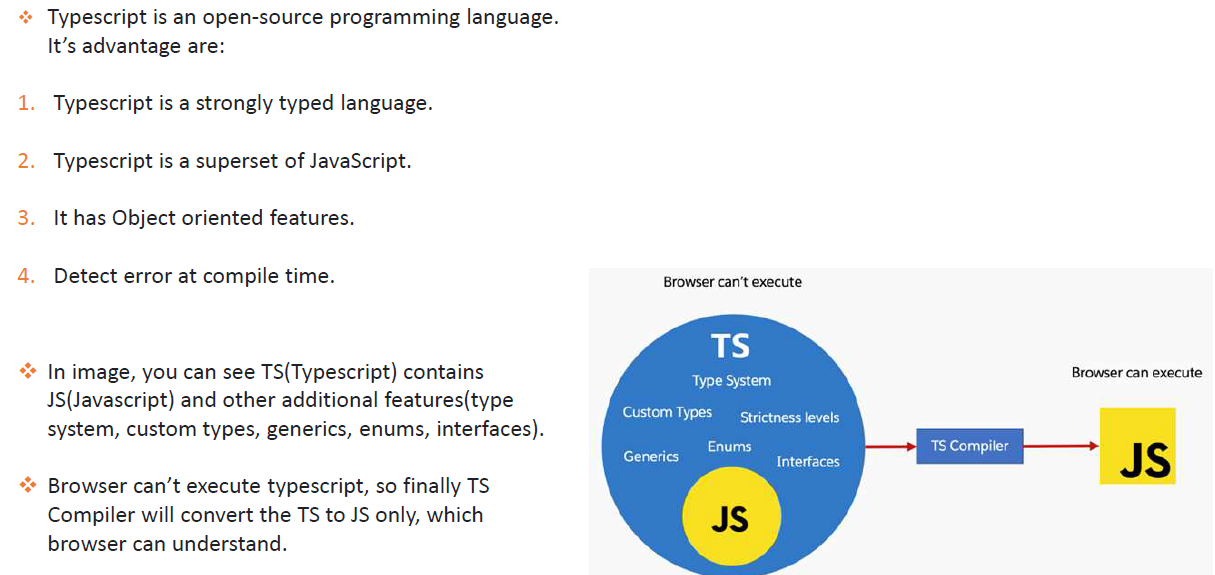 Typescript is an open-source programming language.
It’s advantage are:
1. Typescript is a strongly typed language.
2. Typescript is a superset of JavaScript.
3. It has Object oriented features.
4. Detect error at compile time.
In image, you can see TS(Typescript) contains
JS(Javascript) and other additional features(type
system, custom types, generics, enums, interfaces).
Browser can’t execute typescript, so finally TS
Compiler will convert the TS to JS only, which
browser can understand.
Browser can't execute
TS
Type System
Custom Types
Strictness levels
Enums
Generics
Interfaces
JS
TS Compiler
Browser can execute
JS